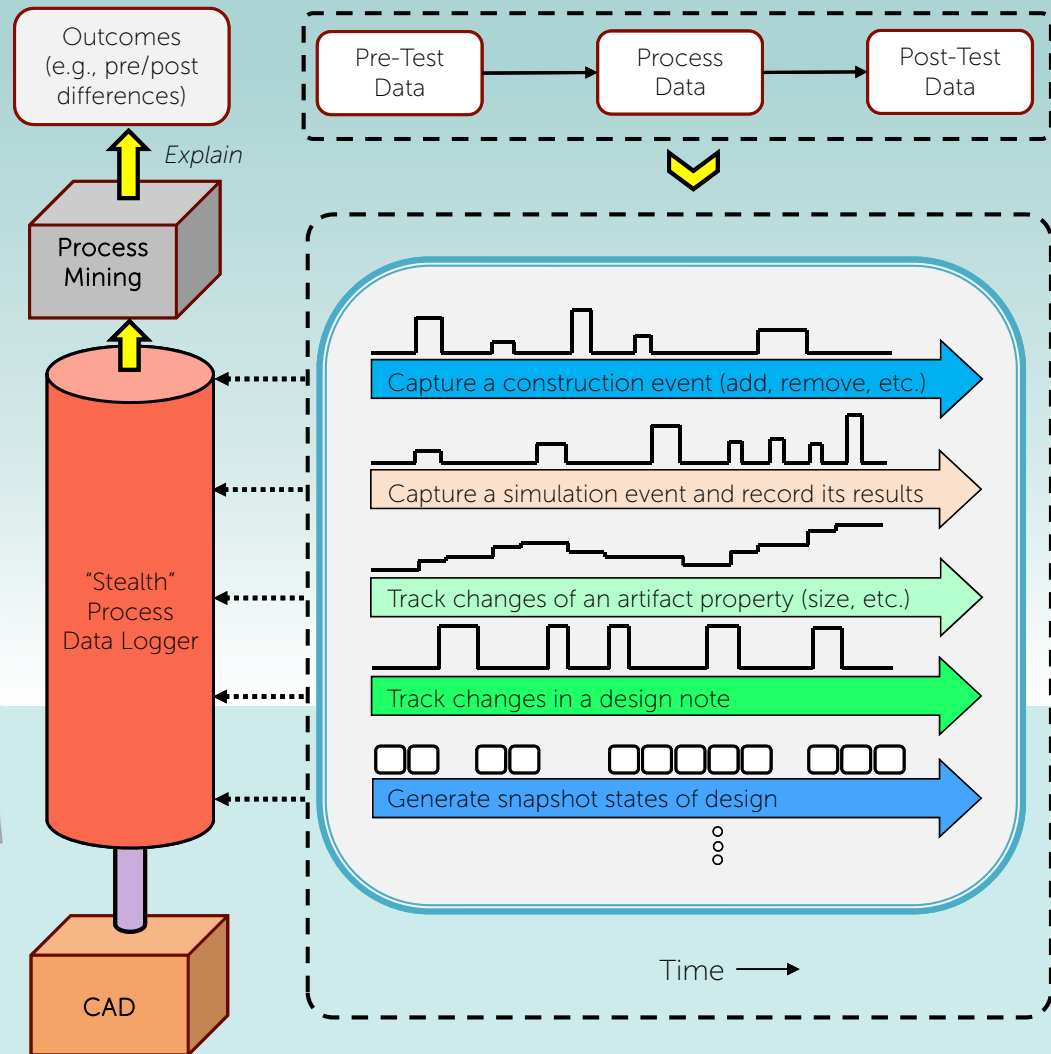 Outcomes
(e.g., pre/post
differences)
Explain
Process
Mining
"Stealth"
Process
Data Logger
CAD
Pre-Test
Data
Process
Data
Post-Test
Data
Capture a construction event (add, remove, etc.)
Capture a simulation event and record its results
Track changes of an artifact property (size, etc.)
Track changes in a design note
Generate snapshot states of design
Time